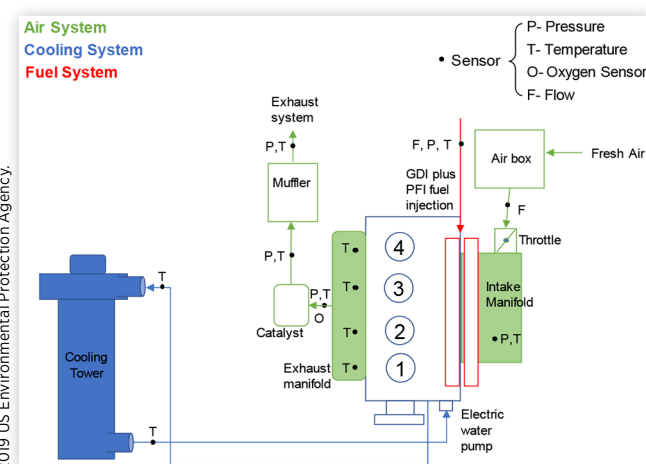 Air System
Cooling System
Fuel System
Sensor
P- Pressure
T- Temperature
O- Oxygen Sensor
F- Flow
Exhaust
system
P,T
Muffler
P,T
Catalyst
P,T
O
Exhaust
manifold
T
T
T
T
4
3
2
1
F, P, T
GDI plus
PFI fuel
injection
Air box
Fresh Air
F
Throttle
Intake
Manifold
P,T
Electric
water
pump
T
Cooling
Tower
T
2019 US Environmental Protection Agency.